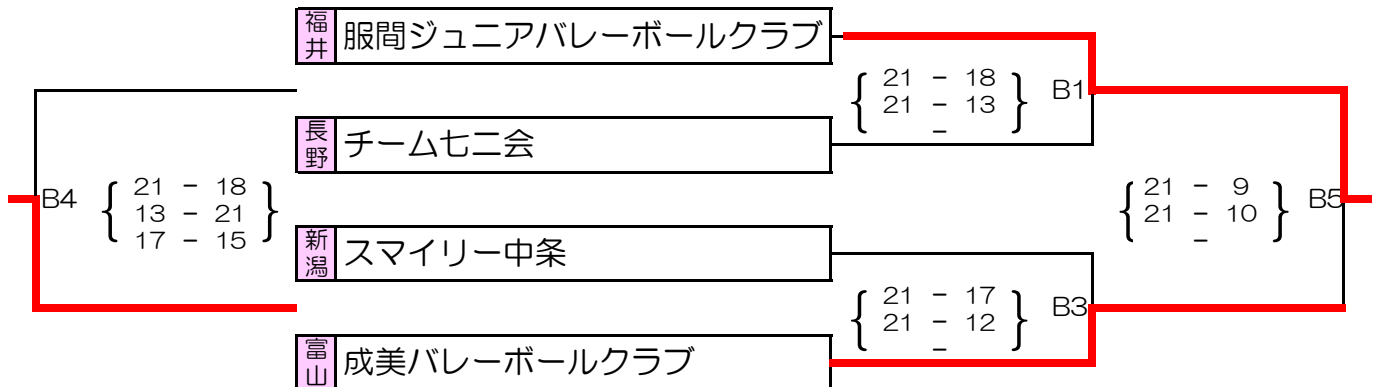 福井 服間ジュニアバレーボールクラブ
21 - 18
21 - 13
-
B1
長野 チーム七二会
B4
21 - 18
13 - 21
17 - 15
21 - 9
21 - 10
-
B5
新潟 スマイリー中条
21 - 17
21 - 12
-
B3
富山 成美バレーボールクラブ